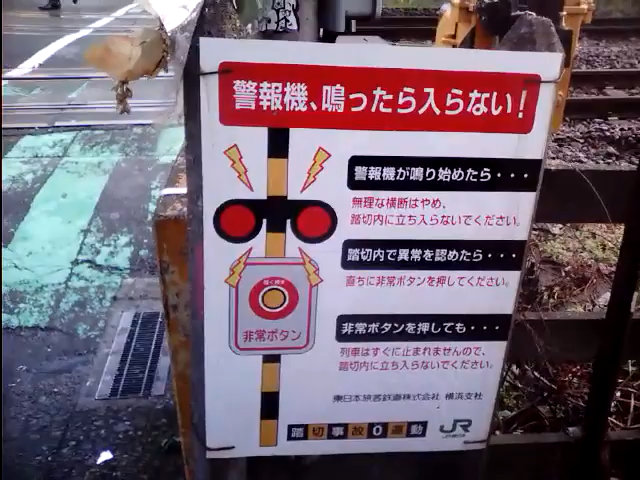 警報機、鳴ったら入らない！
警報機が鳴り始めたら・・・
無理な横断はやめ、
踏切内に立ち入らないでください。
踏切内で異常を認めたら・・・
直ちに非常ボタンを押してください。
非常ボタン
非常ボタンを押しても・・・
列車はすぐに止まれませんので、
踏切内に立ち入らないでください。
東日本旅客鉄道株式会社 横浜支社
踏切事故0運動
JR